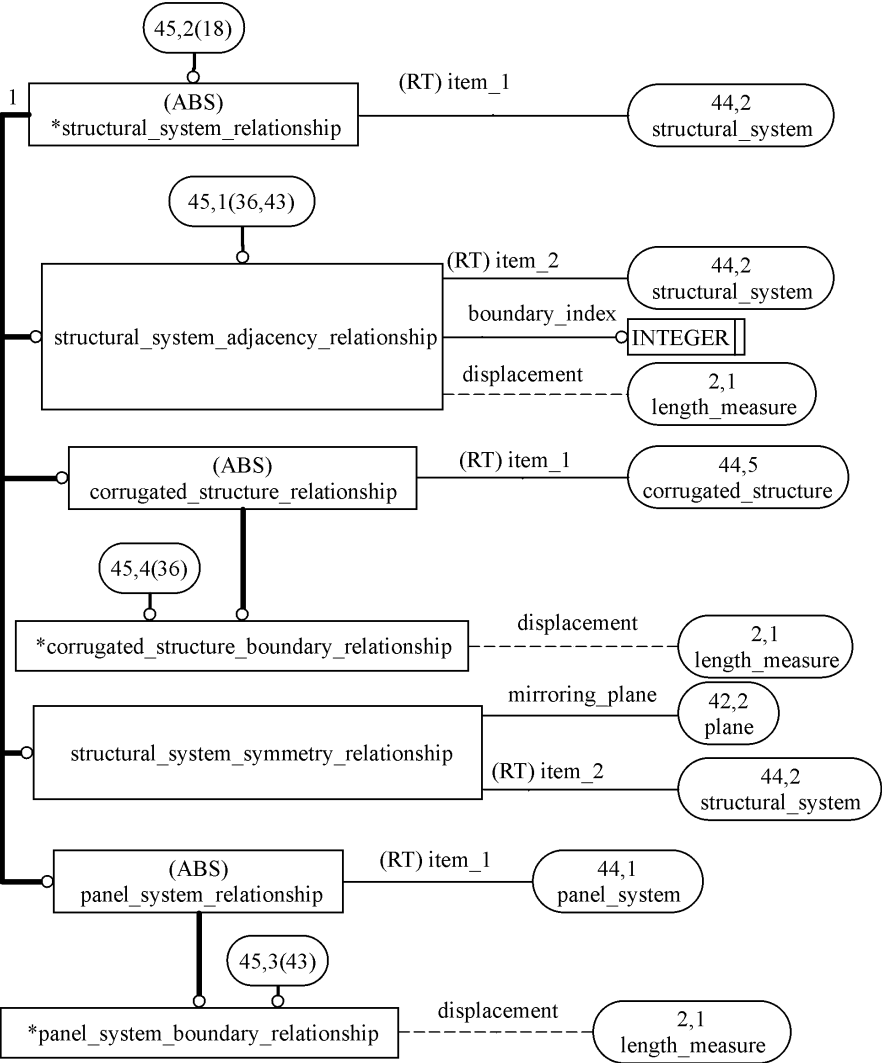 45,2(18)
1
(ABS)
*structural_system_relationship
(RT) item_1
44,2
structural_system
45,1(36,43)
structural_system_adjacency_relationship
(RT) item_2
44,2
structural_system
boundary_index
INTEGER
displacement
2,1
length_measure
(ABS)
corrugated_structure_relationship
(RT) item_1
44,5
corrugated_structure
45,4(36)
*corrugated_structure_boundary_relationship
displacement
2,1
length_measure
structural_system_symmetry_relationship
mirroring_plane
42,2
plane
(RT) item_2
44,2
structural_system
(ABS)
panel_system_relationship
(RT) item_1
44,1
panel_system
45,3(43)
*panel_system_boundary_relationship
displacement
2,1
length_measure